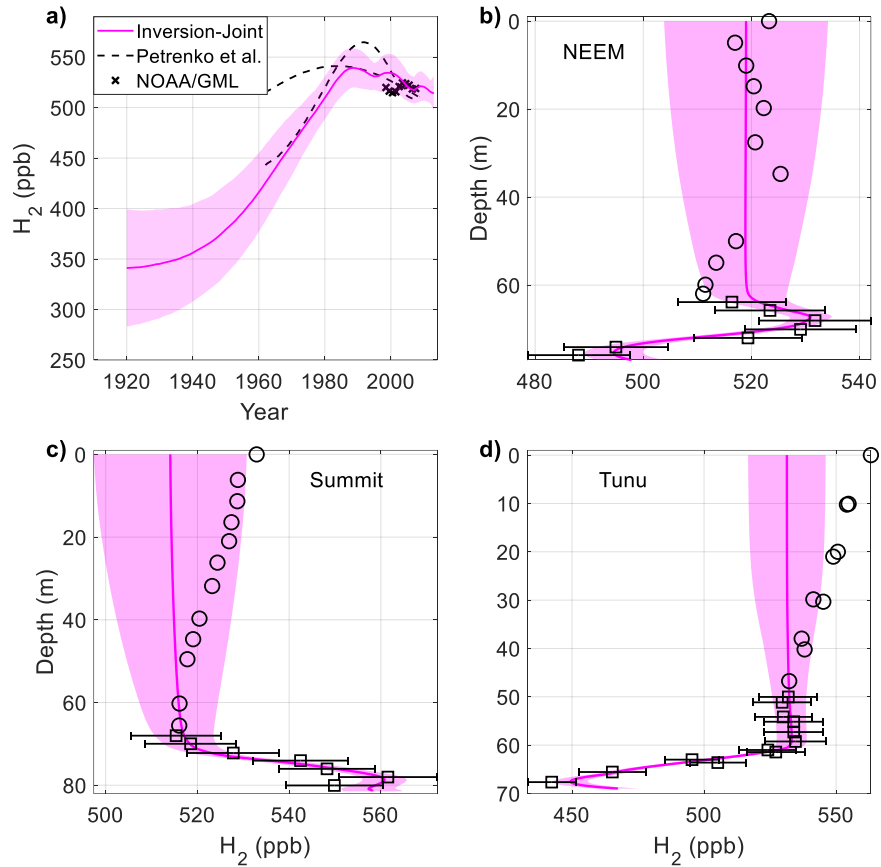 a)
Inversion-Joint
Petrenko et al.
NOAA/GML
550
500
450
400
350
300
250
H2 (ppb)
1920 1940 1960 1980 2000
Year
b)
NEEM
0
20
40
60
Depth (m)
480 500 520 540
c)
Summit
0
20
40
60
80
Depth (m)
500 520 540 560
H2 (ppb)
d)
Tunu
0
10
20
30
40
50
60
70
450 500 550
H2 (ppb)